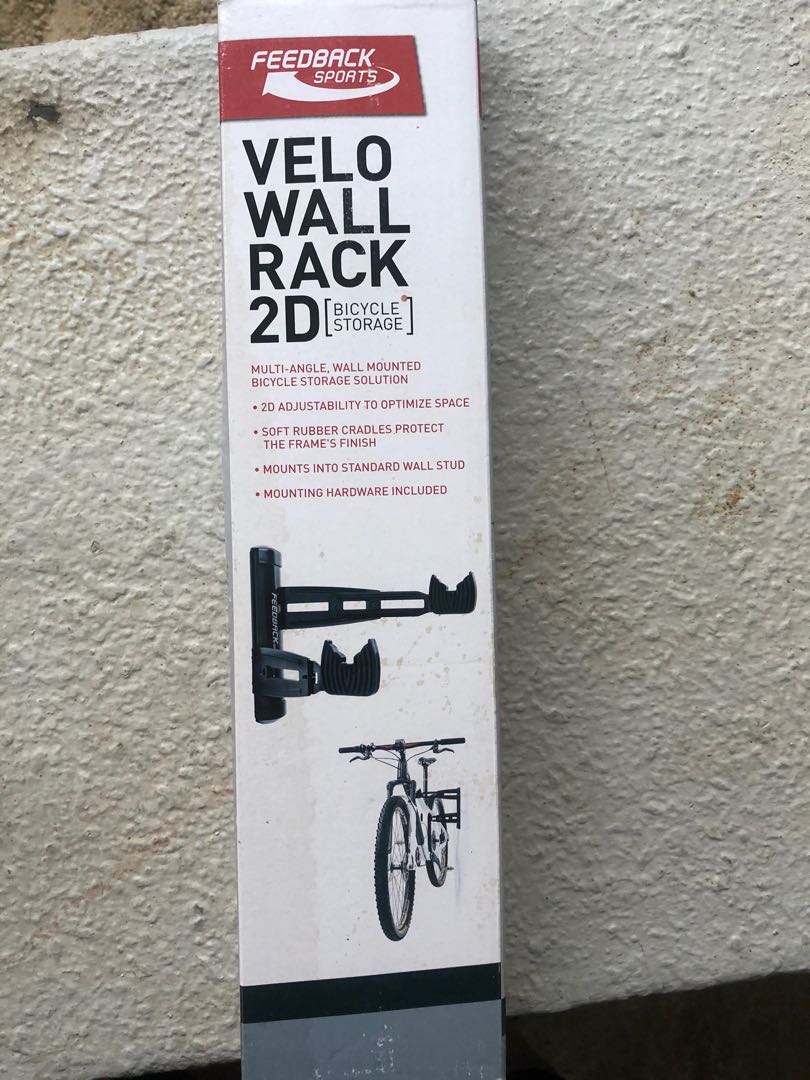 FEEDBACK
SPORTS
VELO
WALL
RACK
2D [BICYCLE
STORAGE]
MULTI-ANGLE, WALL MOUNTED
BICYCLE STORAGE SOLUTION
• 2D ADJUSTABILITY TO OPTIMIZE SPACE
• SOFT RUBBER CRADLES PROTECT
THE FRAME'S FINISH
• MOUNTS INTO STANDARD WALL STUD
• MOUNTING HARDWARE INCLUDED
FEEDBACK